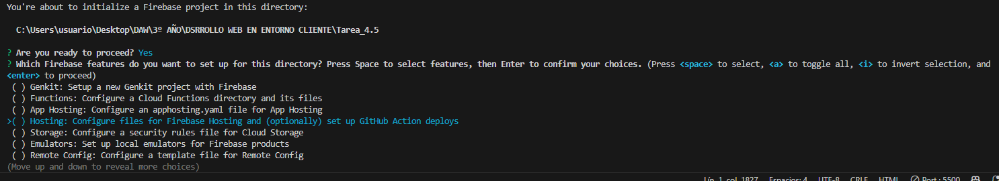 You're about to initialize a Firebase project in this directory:
C:\Users\usuario\Desktop\DAW\3º AÑO\DSRROLLO WEB EN ENTORNO CLIENTE\Tarea_4.5
? Are you ready to proceed? Yes
? Which Firebase features do you want to set up for this directory? Press Space to select features, then Enter to confirm your choices. (Press <space> to select, <a> to toggle all, <i> to invert selection, and
<enter> to proceed)
( ) Genkit: Setup a new Genkit project with Firebase
( ) Functions: Configure a Cloud Functions directory and its files
( ) App Hosting: Configure an apphosting.yaml file for App Hosting
>( ) Hosting: Configure files for Firebase Hosting and (optionally) set up GitHub Action deploys
( ) Storage: Configure a security rules file for Cloud Storage
( ) Emulators: Set up local emulators for Firebase products
( ) Remote Config: Configure a template file for Remote Config
(Move up and down to reveal more choices)
Lín. 1, col. 1827 Espacios: 4 UTF-8 CRLF HTML Port : 5500